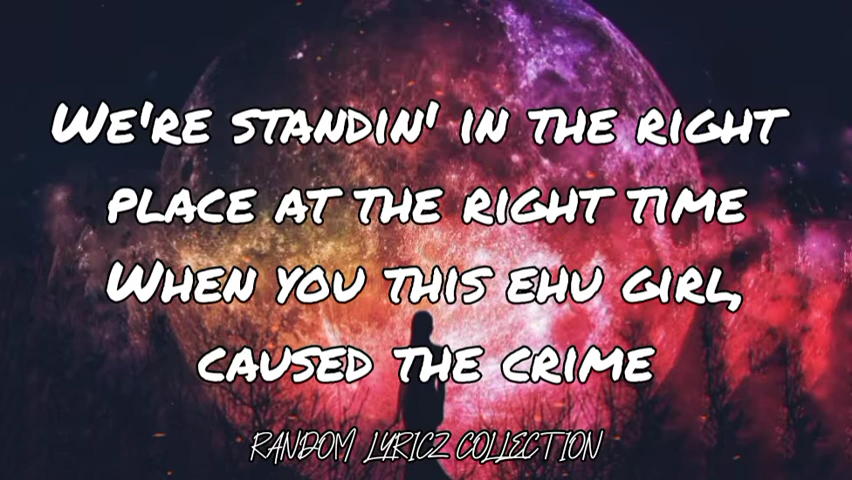 We're standin' in the right
place at the right time
When you this ehu girl,
caused the crime
RANDOM LYRICZ COLLECTION